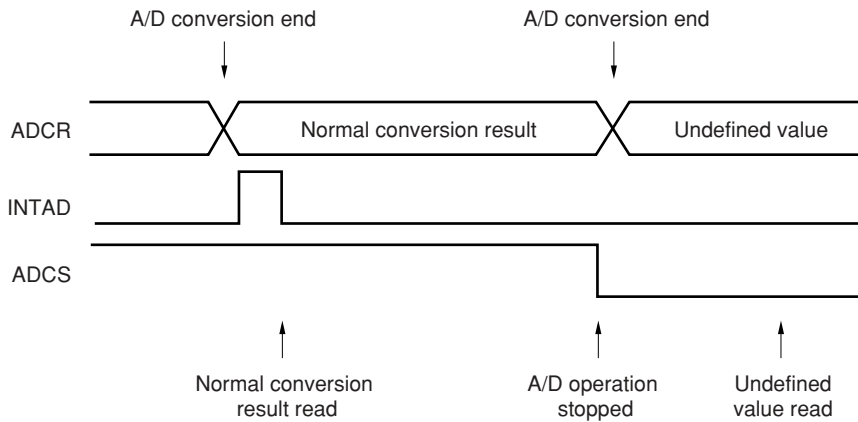 A/D conversion end
A/D conversion end
ADCR
Normal conversion result
Undefined value
INTAD
ADCS
Normal conversion
result read
A/D operation
stopped
Undefined
value read